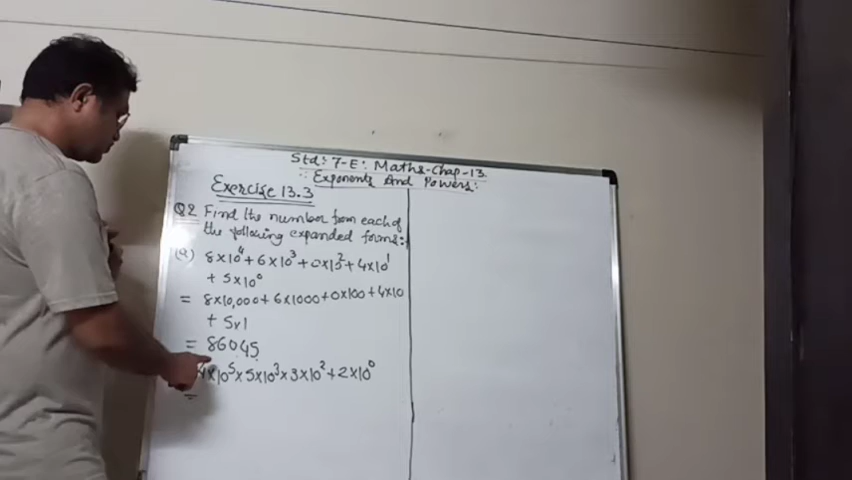 Std: 7-E: Maths-Chap-13
: Exponents And Powers:
Exercise 13.3
Q2 Find the number from each of
the following expanded forms:
(a) 8×10⁴+6×10³+0×10²+4×10¹
+ 5×10⁰
= 8×10,000+6×1000+0×100+4×10
+ 5×1
= 86045
4×10⁵×5×10³×3×10²+2×10⁰
=